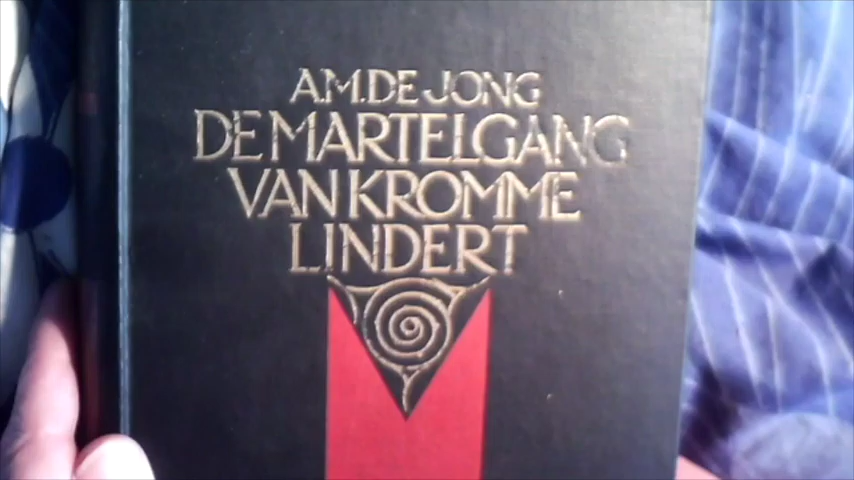 A.M. DE JONG
DE MARTELGANG
VAN KROMME
LINDERT